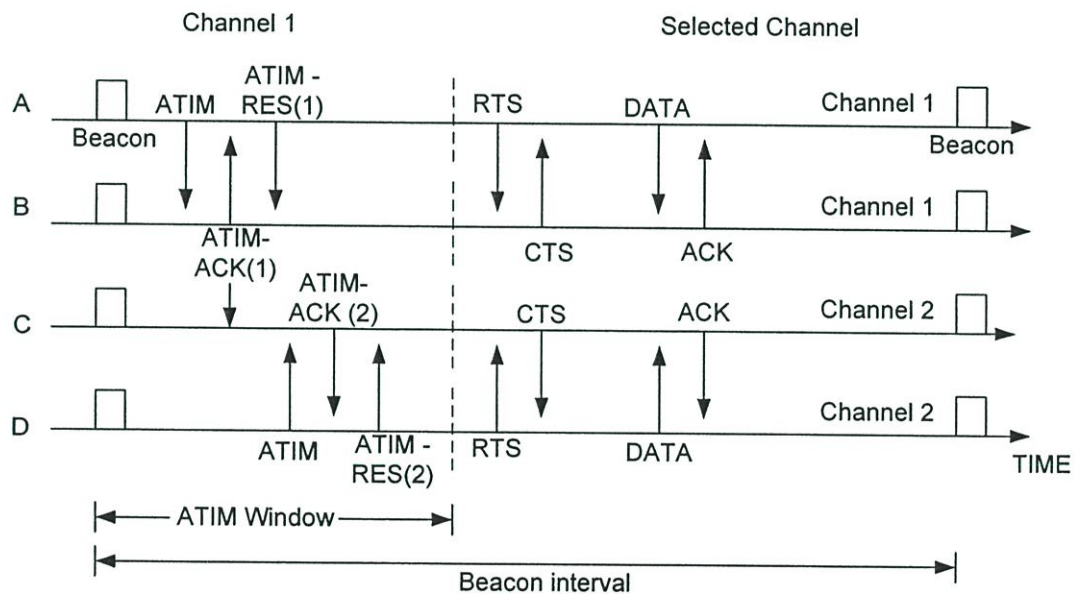 Channel 1
Selected Channel
A
ATIM
ATIM -
RES(1)
RTS
DATA
Channel 1
Beacon
Beacon
B
Channel 1
ATIM-
ACK(1)
CTS
ACK
C
ATIM-
ACK (2)
CTS
ACK
Channel 2
D
Channel 2
ATIM
ATIM -
RES(2)
RTS
DATA
TIME
ATIM Window
Beacon interval